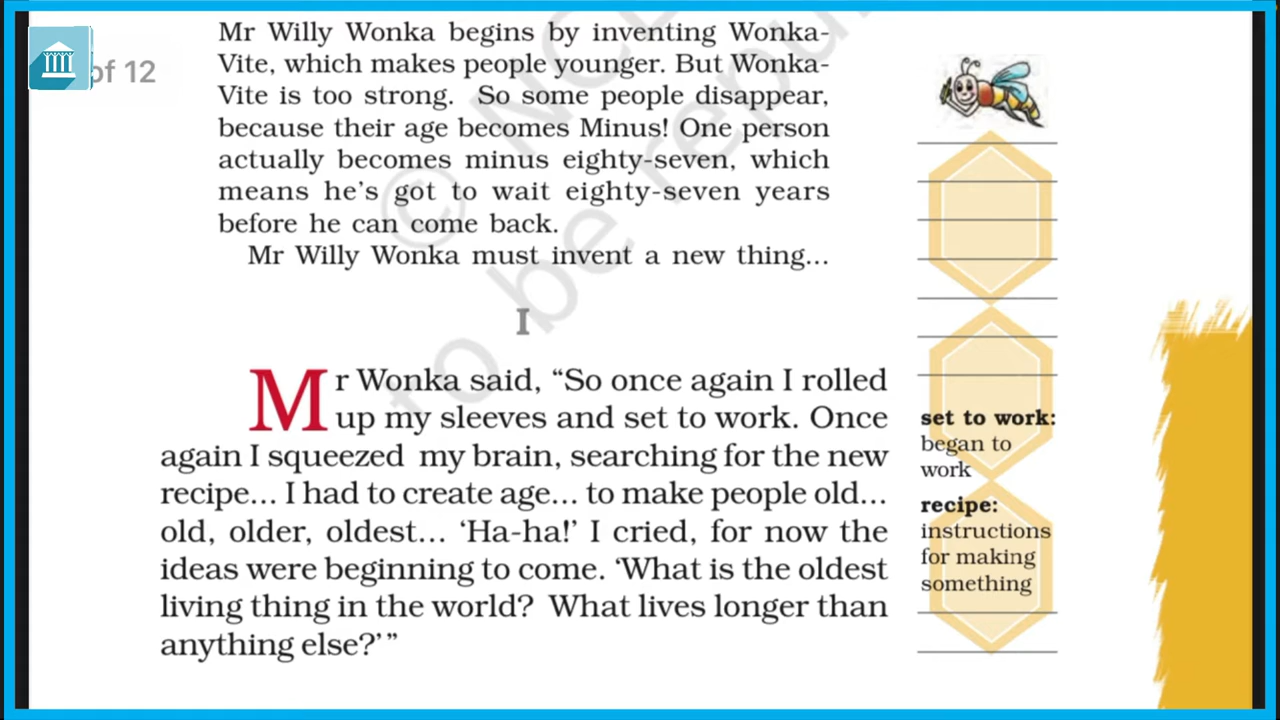 of 12
Mr Willy Wonka begins by inventing Wonka-
Vite, which makes people younger. But Wonka-
Vite is too strong. So some people disappear,
because their age becomes Minus! One person
actually becomes minus eighty-seven, which
means he's got to wait eighty-seven years
before he can come back.
Mr Willy Wonka must invent a new thing...
I
Mr Wonka said, “So once again I rolled
up my sleeves and set to work. Once
again I squeezed my brain, searching for the new
recipe... I had to create age... to make people old...
old, older, oldest... ‘Ha-ha!’ I cried, for now the
ideas were beginning to come. ‘What is the oldest
living thing in the world? What lives longer than
anything else?’”
set to work:
began to
work
recipe:
instructions
for making
something
© NC
to be repu